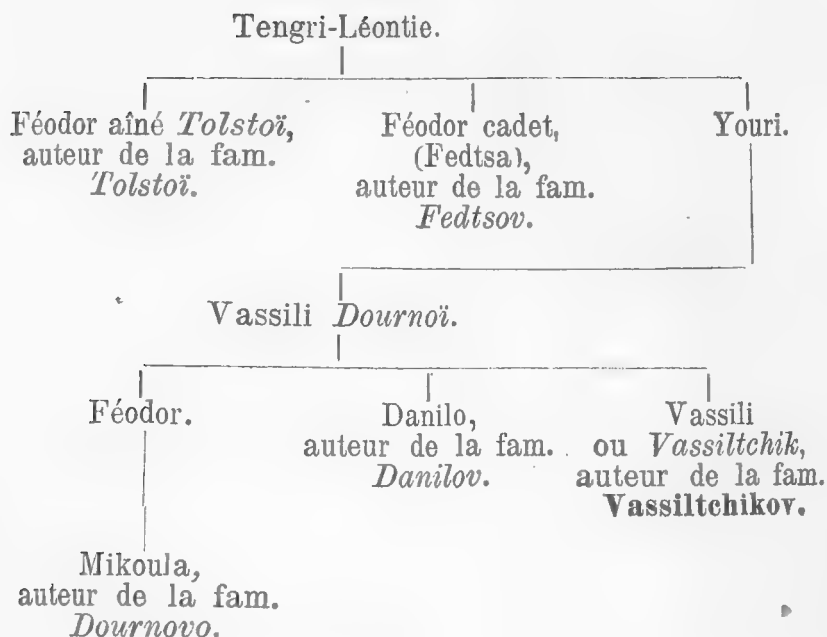 Tengri-Léontie.
Féodor aîné Tolstoï,
auteur de la fam.
Tolstoï.
Féodor cadet,
(Fedtsa),
auteur de la fam.
Fedtsov.
Youri.
Vassili Dournoï.
Féodor.
Danilo,
auteur de la fam.
Danilov.
Vassili
ou Vassiltchik,
auteur de la fam.
Vassiltchikov.
Mikoula,
auteur de la fam.
Dournovo.